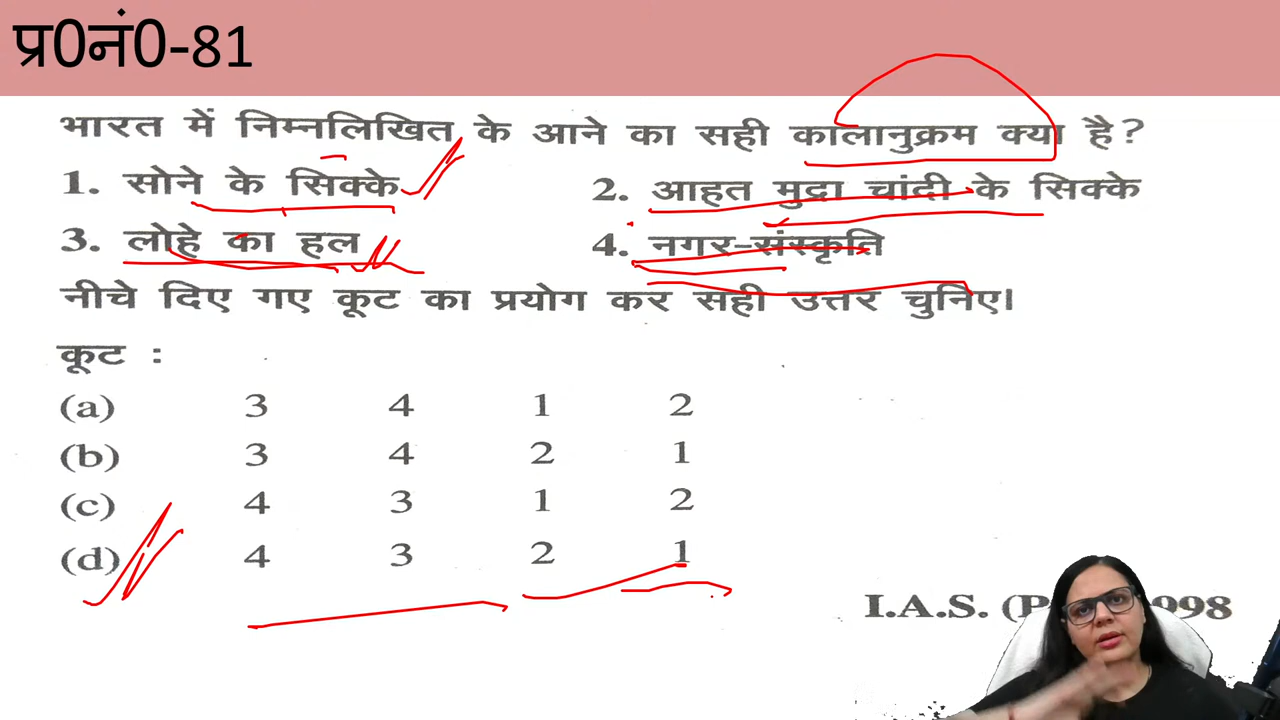 प्र0नं0-81
भारत में निम्नलिखित के आने का सही कालानुक्रम क्या है?
1. सोने के सिक्के 2. आहत मुद्रा चांदी के सिक्के
3. लोहे का हल 4. नगर-संस्कृति
नीचे दिए गए कूट का प्रयोग कर सही उत्तर चुनिए।
कूट :
(a) 3 4 1 2
(b) 3 4 2 1
(c) 4 3 1 2
(d) 4 3 2 1
I.A.S.